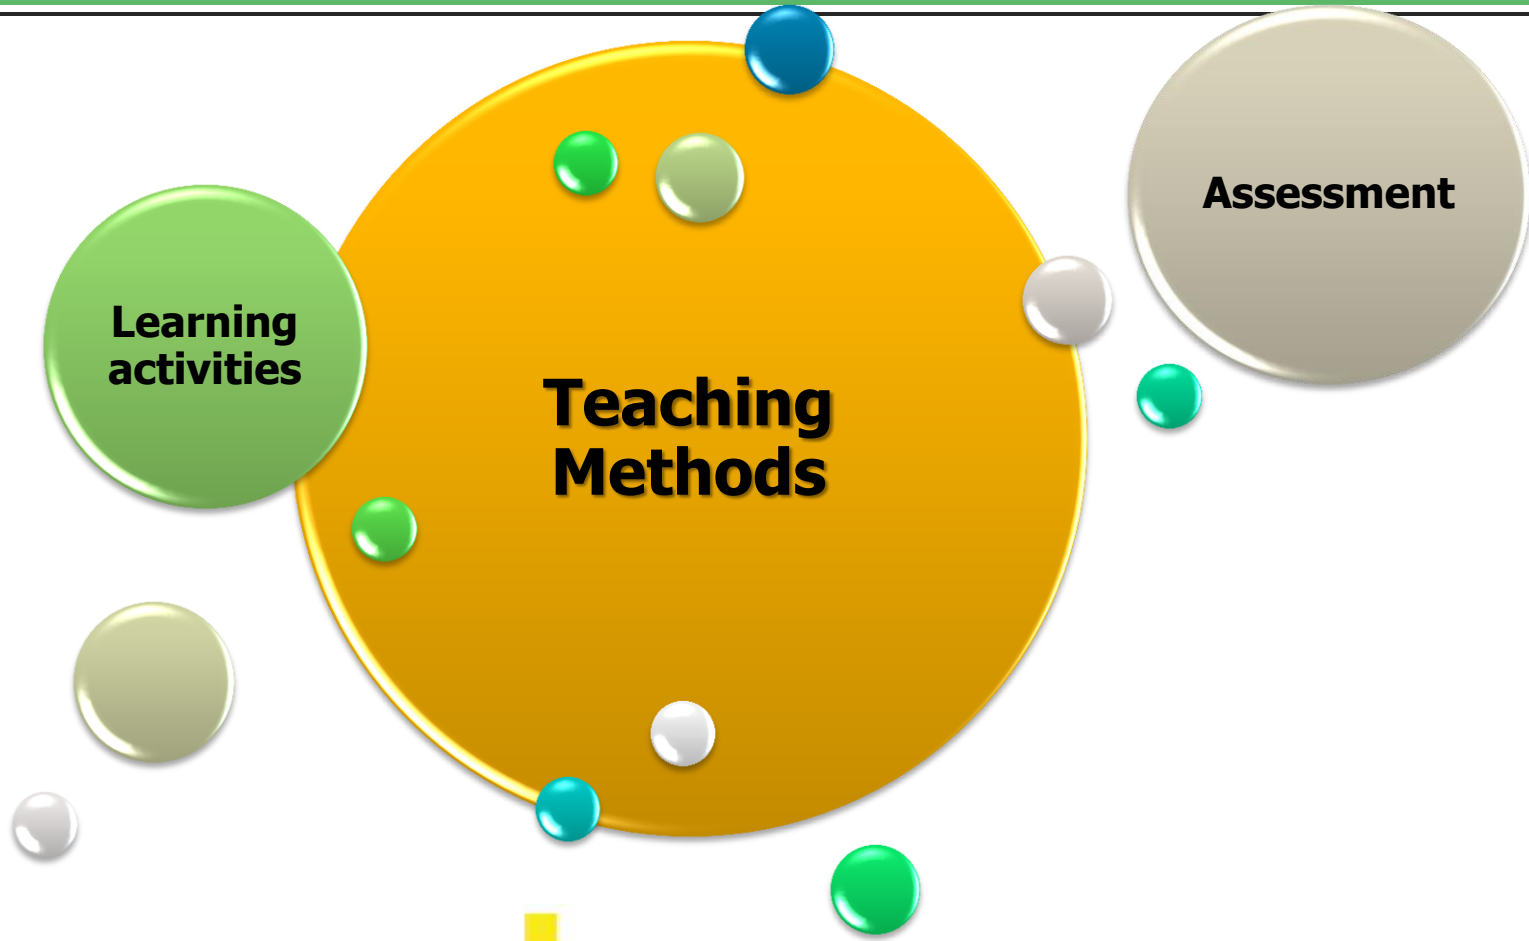 Learning
activities
Teaching
Methods
Assessment